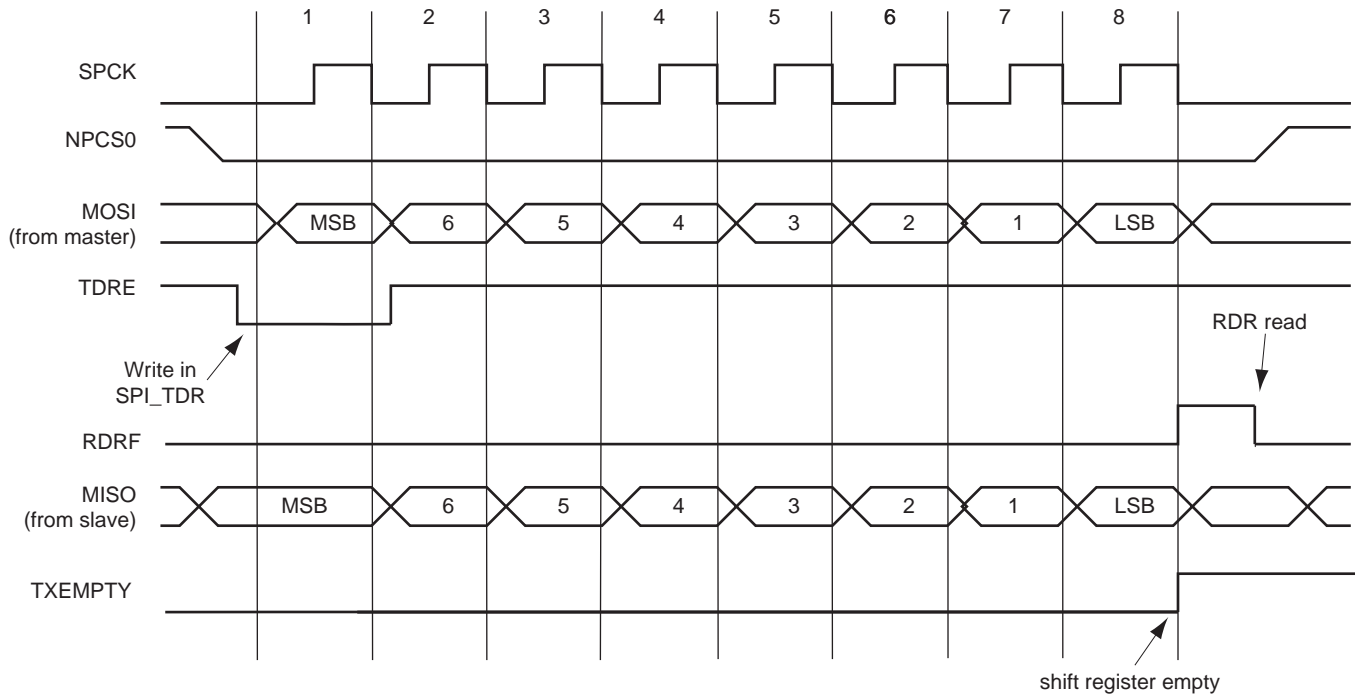 1 2 3 4 5 6 7 8
SPCK
NPCS0
MOSI
(from master)
MSB 6 5 4 3 2 1 LSB
TDRE
RDR read
Write in
SPI_TDR
RDRF
MISO
(from slave)
MSB 6 5 4 3 2 1 LSB
TXEMPTY
shift register empty